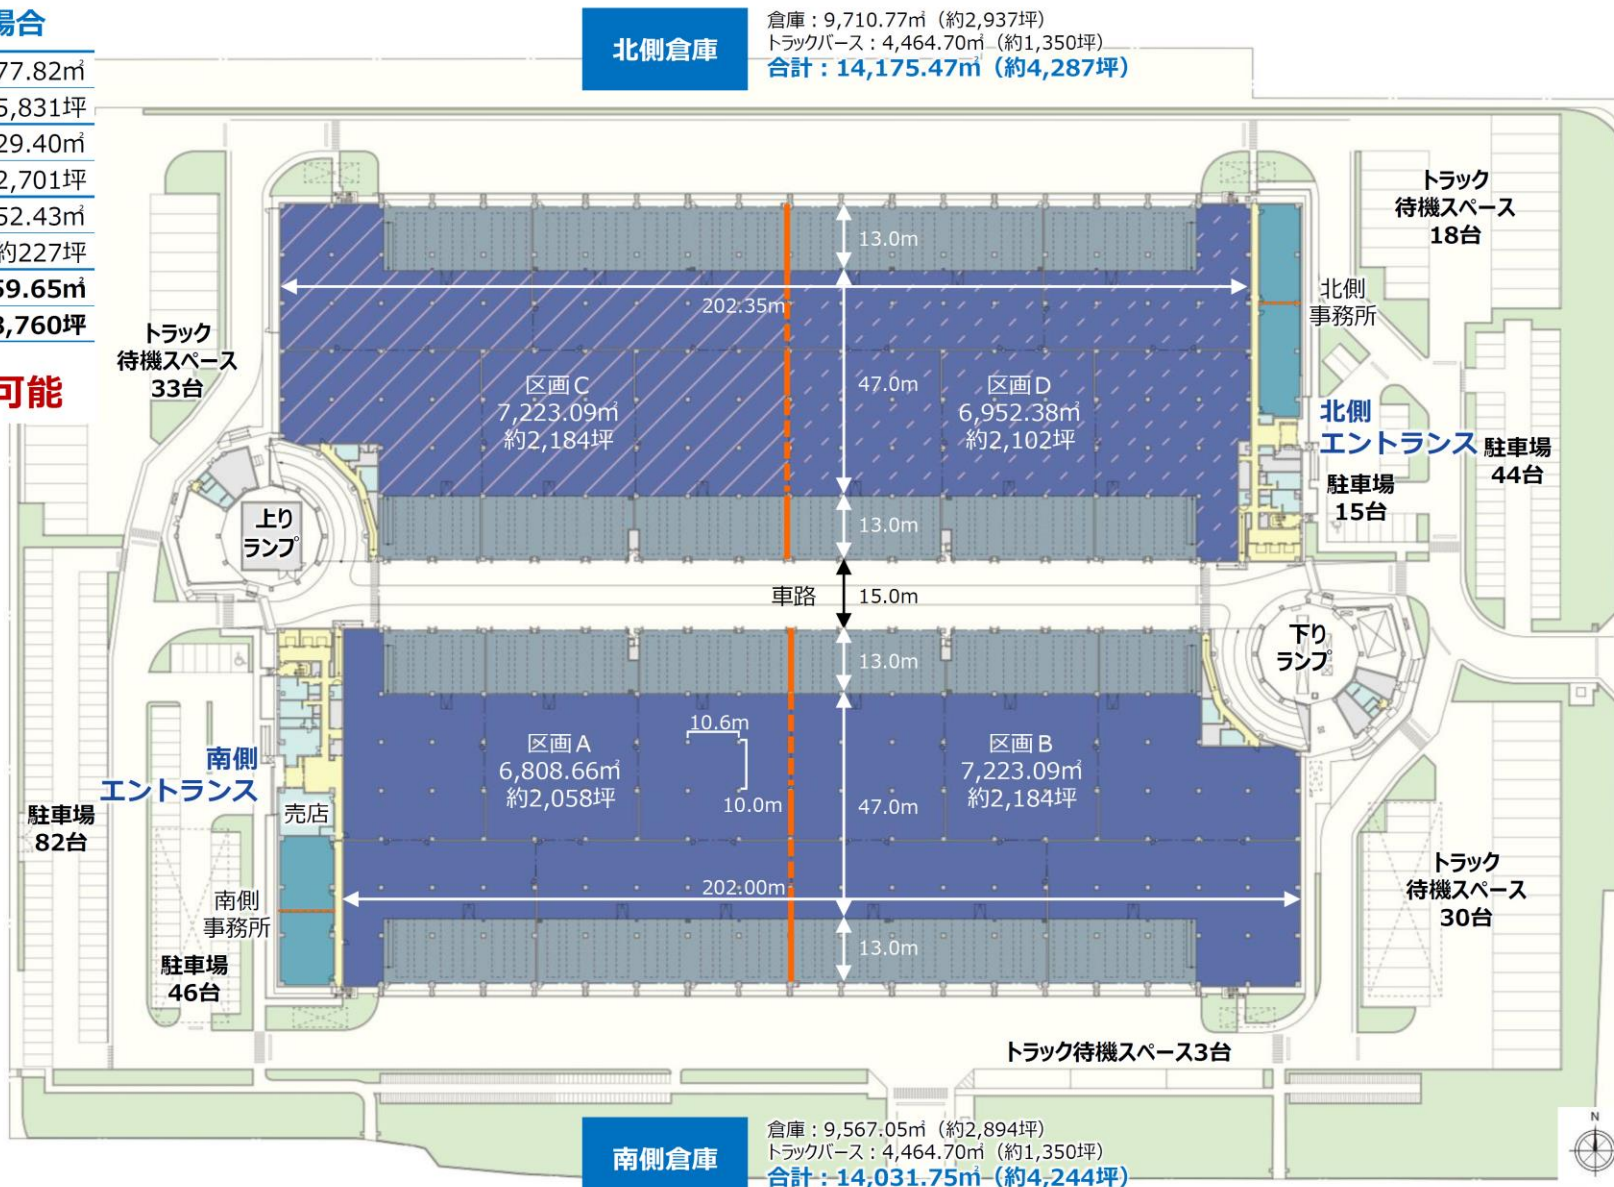 場合
77.82㎡
5,831坪
29.40㎡
2,701坪
52.43㎡
約227坪
59.65㎡
8,760坪
可能
北側倉庫
倉庫：9,710.77㎡（約2,937坪）
トラックバース：4,464.70㎡（約1,350坪）
合計：14,175.47㎡（約4,287坪）
トラック
待機スペース
18台
13.0m
202.35m
北側
事務所
トラック
待機スペース
33台
区画C
7,223.09㎡
約2,184坪
47.0m
区画D
6,952.38㎡
約2,102坪
北側
エントランス
駐車場
44台
駐車場
15台
上り
ランプ
13.0m
車路
15.0m
下り
ランプ
13.0m
10.6m
10.0m
区画A
6,808.66㎡
約2,058坪
47.0m
区画B
7,223.09㎡
約2,184坪
南側
エントランス
売店
駐車場
82台
202.00m
南側
事務所
トラック
待機スペース
30台
13.0m
駐車場
46台
トラック待機スペース3台
南側倉庫
倉庫：9,567.05㎡（約2,894坪）
トラックバース：4,464.70㎡（約1,350坪）
合計：14,031.75㎡（約4,244坪）
N